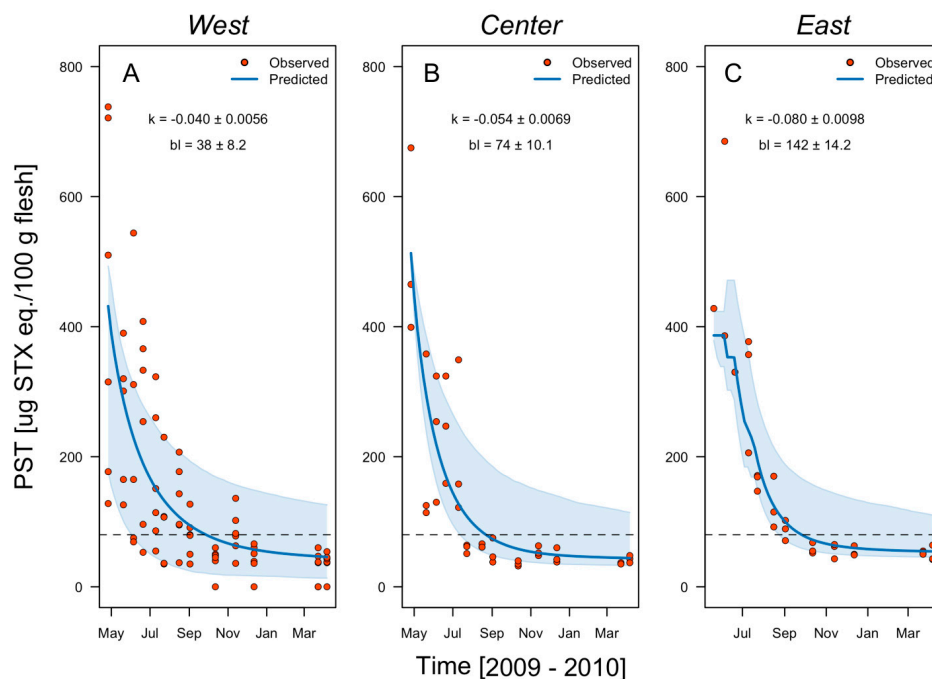 West Center East
PST [ug STX eq./100 g flesh]
A
Observed
Predicted
k = -0.040 ± 0.0056
bl = 38 ± 8.2
800
600
400
200
0
May Jul Sep Nov Jan Mar
B
Observed
Predicted
k = -0.054 ± 0.0069
bl = 74 ± 10.1
800
600
400
200
0
May Jul Sep Nov Jan Mar
C
Observed
Predicted
k = -0.080 ± 0.0098
bl = 142 ± 14.2
800
600
400
200
0
Jul Sep Nov Jan Mar
Time [2009 - 2010]